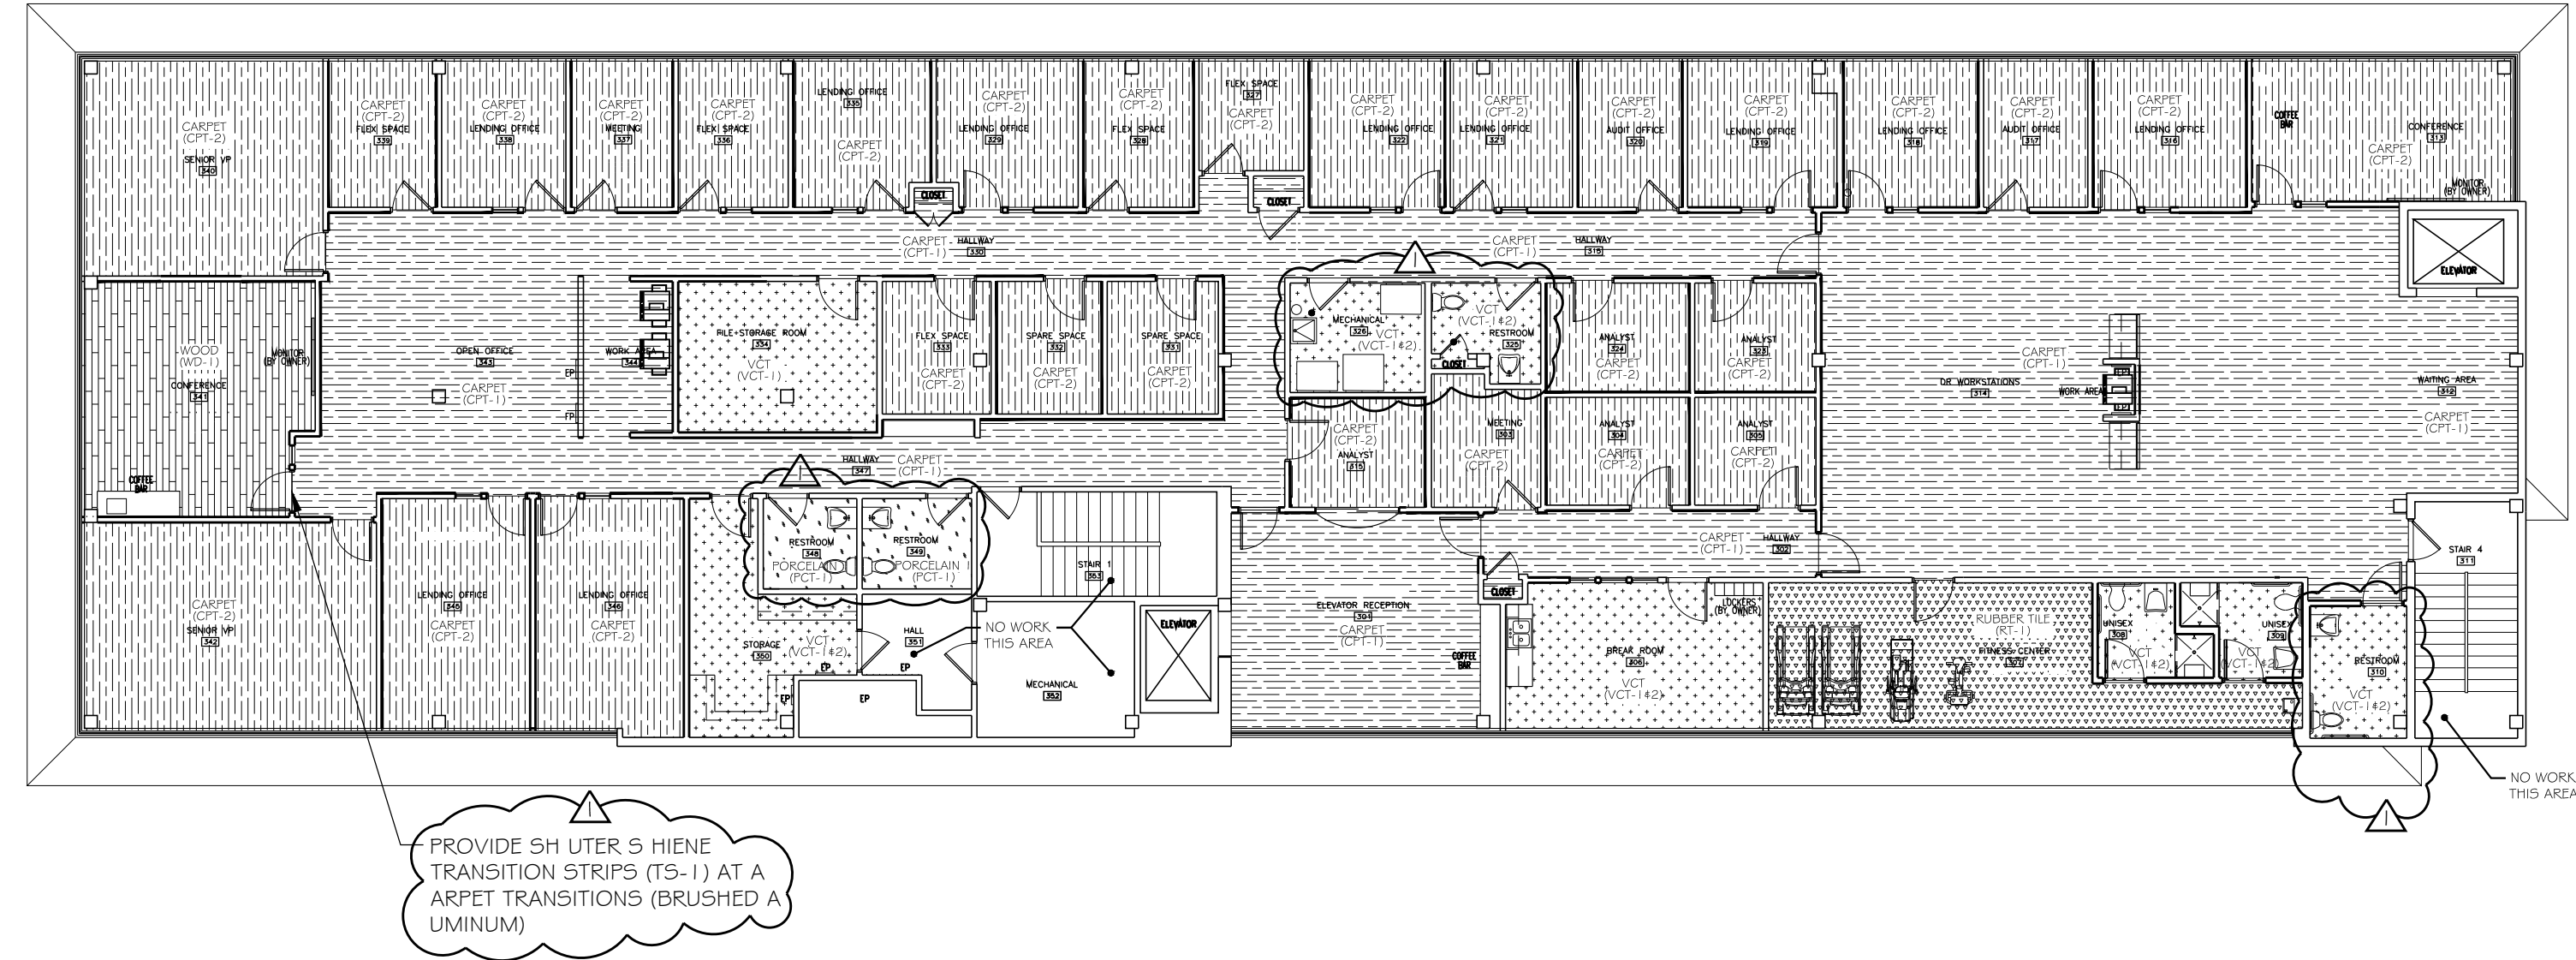 CARPET
(CPT-2)
SENIOR VP
340
CARPET
(CPT-2)
FLEX SPACE
339
CARPET
(CPT-2)
LENDING OFFICE
338
CARPET
(CPT-2)
MEETING
337
CARPET
(CPT-2)
FLEX SPACE
336
LENDING OFFICE
335
CARPET
(CPT-2)
CLOSET
CARPET
(CPT-2)
LENDING OFFICE
329
CARPET
(CPT-2)
FLEX SPACE
328
FLEX SPACE
327
CARPET
(CPT-2)
CLOSET
CARPET
(CPT-2)
LENDING OFFICE
322
CARPET
(CPT-2)
LENDING OFFICE
321
CARPET
(CPT-2)
AUDIT OFFICE
320
CARPET
(CPT-2)
LENDING OFFICE
319
CARPET
(CPT-2)
LENDING OFFICE
318
CARPET
(CPT-2)
AUDIT OFFICE
317
CARPET
(CPT-2)
LENDING OFFICE
316
COFFEE
BAR
CONFERENCE
313
CARPET
(CPT-2)
MONITOR
(BY OWNER)
CARPET
(CPT-1)
HALLWAY
330
CARPET
(CPT-1)
HALLWAY
315
ELEVATOR
WOOD
(WD-1)
CONFERENCE
341
MONITOR
(BY OWNER)
COFFEE
BAR
OPEN OFFICE
343
CARPET
(CPT-1)
EP
EP
WORK AREA
344
FILE STORAGE ROOM
334
VCT
(VCT-1)
FLEX SPACE
333
CARPET
(CPT-2)
SPARE SPACE
332
CARPET
(CPT-2)
SPARE SPACE
331
CARPET
(CPT-2)
1
MECHANICAL
326
VCT
(VCT-1&2)
VCT
(VCT-1&2)
RESTROOM
325
CLOSET
ANALYST
324
CARPET
(CPT-2)
ANALYST
323
CARPET
(CPT-2)
CARPET
(CPT-2)
ANALYST
315
MEETING
303
CARPET
(CPT-2)
ANALYST
304
CARPET
(CPT-2)
ANALYST
305
CARPET
(CPT-2)
CARPET
(CPT-1)
DR WORKSTATIONS
314
WORK AREA
EP
EP
WAITING AREA
312
CARPET
(CPT-1)
HALLWAY
347
CARPET
(CPT-1)
1
CARPET
(CPT-2)
SENIOR VP
342
LENDING OFFICE
345
CARPET
(CPT-2)
LENDING OFFICE
346
CARPET
(CPT-2)
RESTROOM
348
PORCELAIN
(PCT-1)
RESTROOM
349
PORCELAIN
(PCT-1)
STORAGE
350
VCT
(VCT-1&2)
EP
EP
HALL
351
EP
EP
STAIR 1
353
NO WORK
THIS AREA
MECHANICAL
352
ELEVATOR
ELEVATOR RECEPTION
301
CARPET
(CPT-1)
COFFEE
BAR
CLOSET
CARPET
(CPT-1)
HALLWAY
302
BREAK ROOM
306
VCT
(VCT-1&2)
LOCKERS
(BY OWNER)
RUBBER TILE
(RT-1)
FITNESS CENTER
307
UNISEX
308
VCT
(VCT-1&2)
UNISEX
309
VCT
(VCT-1&2)
RESTROOM
310
VCT
(VCT-1&2)
STAIR 4
311
NO WORK
THIS AREA
1
1
PROVIDE SH UTER S HIENE
TRANSITION STRIPS (TS-1) AT A
ARPET TRANSITIONS (BRUSHED A
UMINUM)